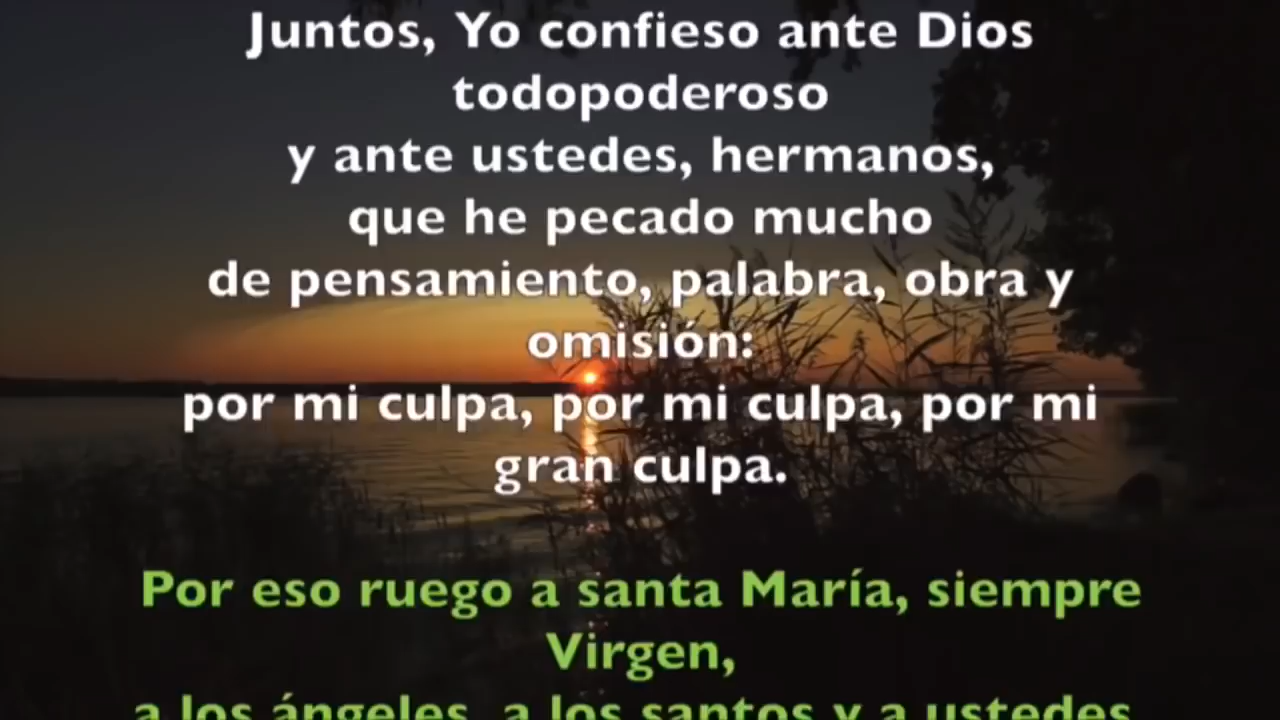 Juntos, Yo confieso ante Dios
todopoderoso
y ante ustedes, hermanos,
que he pecado mucho
de pensamiento, palabra, obra y
omisión:
por mi culpa, por mi culpa, por mi
gran culpa.
Por eso ruego a santa María, siempre
Virgen,
a los ángeles, a los santos y a ustedes